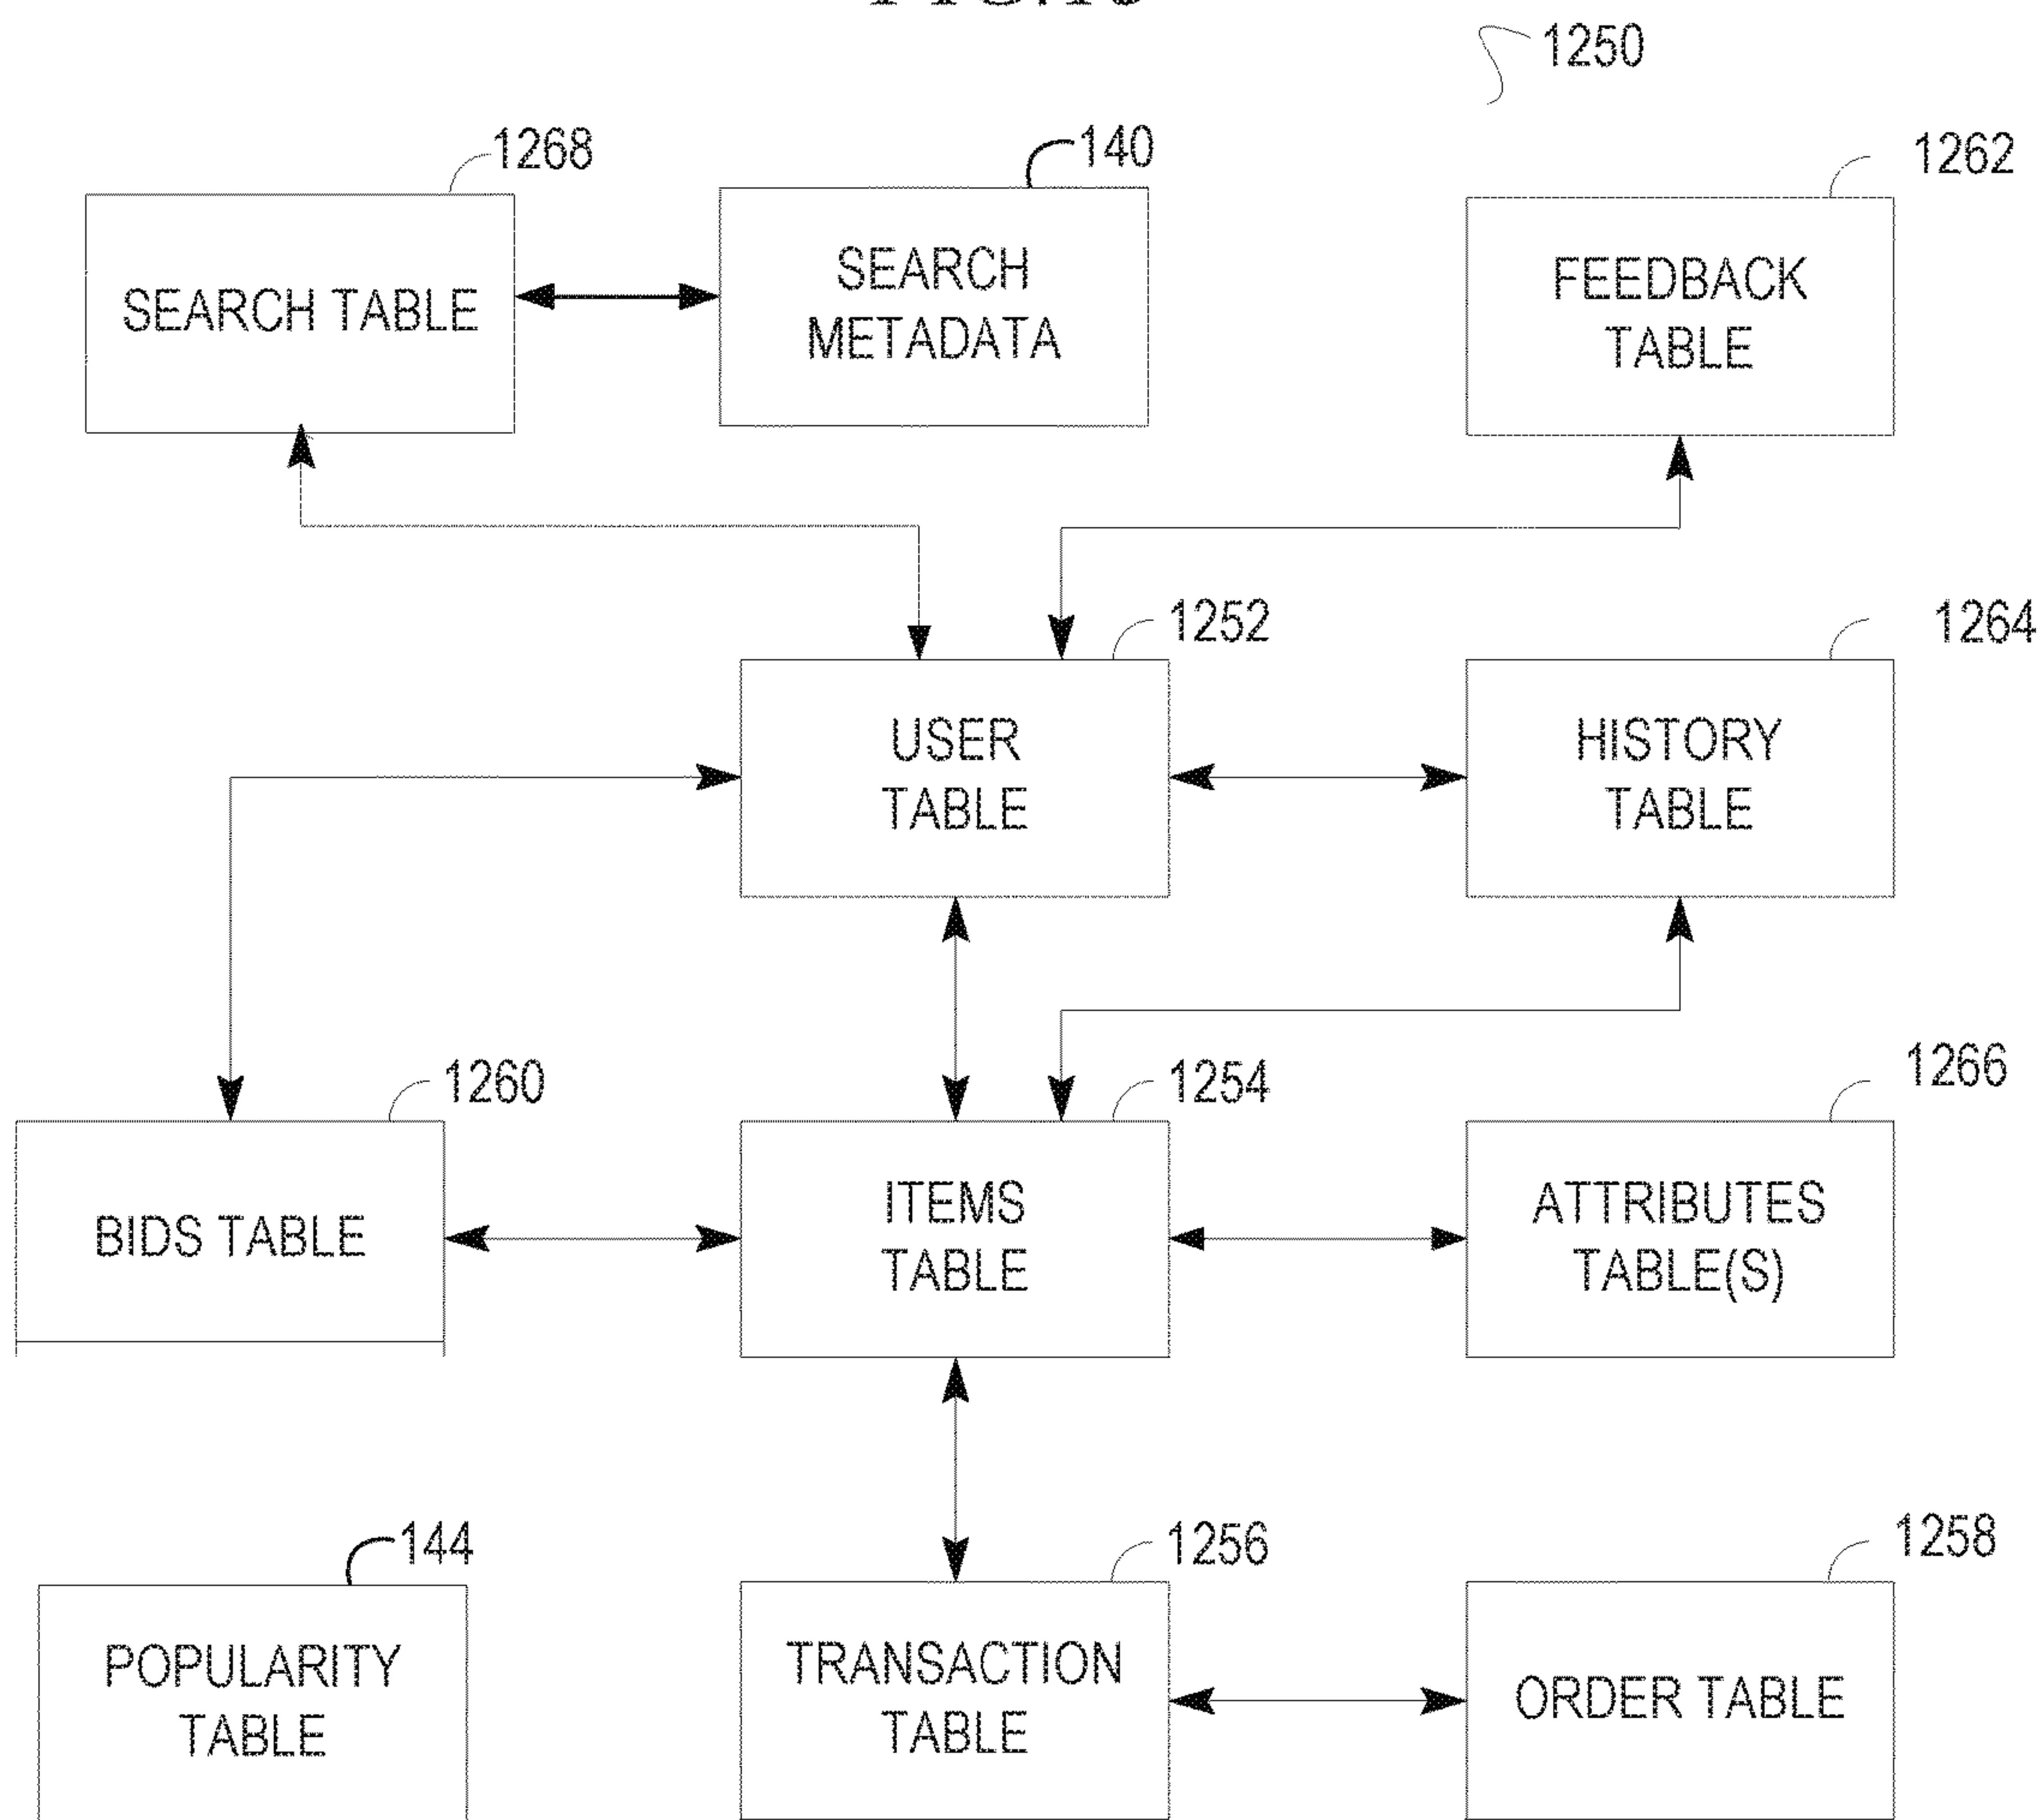 1250
1268
140
1262
SEARCH TABLE
SEARCH
METADATA
FEEDBACK
TABLE
1252
1264
USER
TABLE
HISTORY
TABLE
1260
1254
1266
BIDS TABLE
ITEMS
TABLE
ATTRIBUTES
TABLE(S)
144
1256
1258
POPULARITY
TABLE
TRANSACTION
TABLE
ORDER TABLE